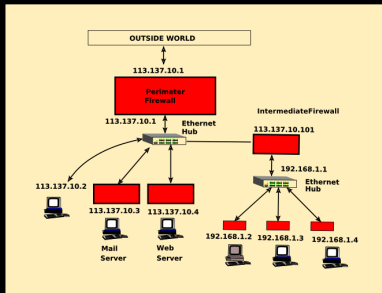 OUTSIDE WORLD
113.137.10.1
Perimeter
Firewall
113.137.10.1
Ethernet
Hub
IntermediateFirewall
113.137.10.101
192.168.1.1
Ethernet
Hub
113.137.10.2
113.137.10.3
113.137.10.4
192.168.1.2
192.168.1.3
192.168.1.4
Mail
Server
Web
Server